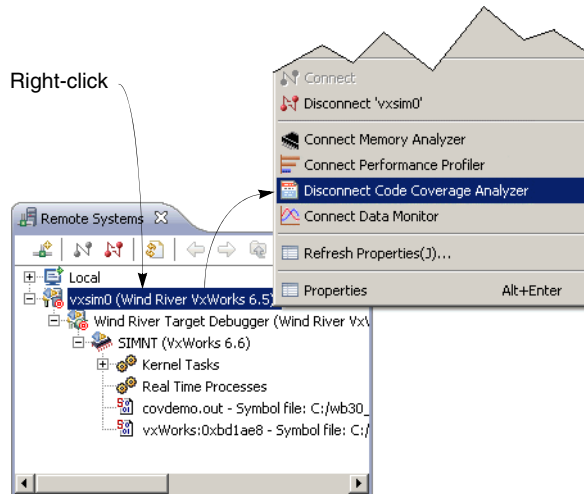 Right-click
Connect
Disconnect 'vxsim0'
Connect Memory Analyzer
Connect Performance Profiler
Disconnect Code Coverage Analyzer
Connect Data Monitor
Refresh Properties(J)...
Properties Alt+Enter
Remote Systems
Local
vxsim0 (Wind River VxWorks 6.5)
Wind River Target Debugger (Wind River Vx\
SIMNT (VxWorks 6.6)
Kernel Tasks
Real Time Processes
covdemo.out - Symbol file: C:/wb30_
vxWorks:0xbd1ae8 - Symbol file: C:/